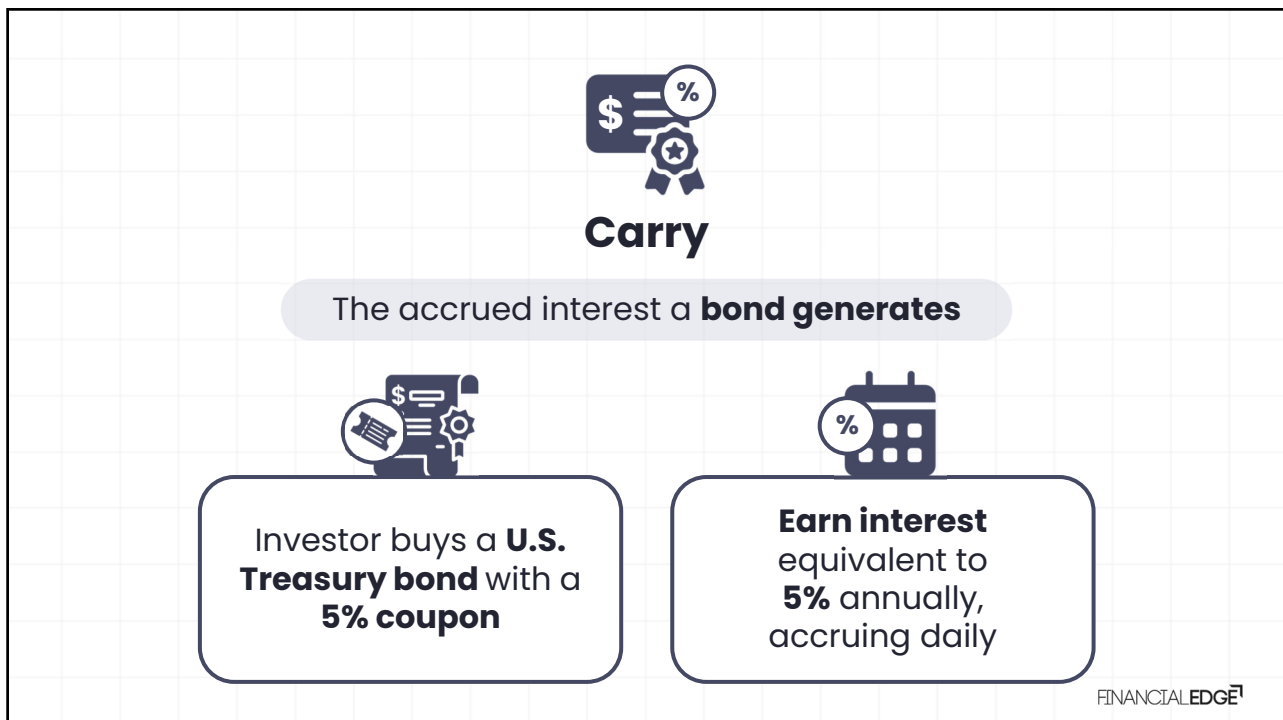 $ %
Carry
The accrued interest a bond generates
$
%
Investor buys a U.S.
Treasury bond with a
5% coupon
Earn interest
equivalent to
5% annually,
accruing daily
FINANCIALEDGE